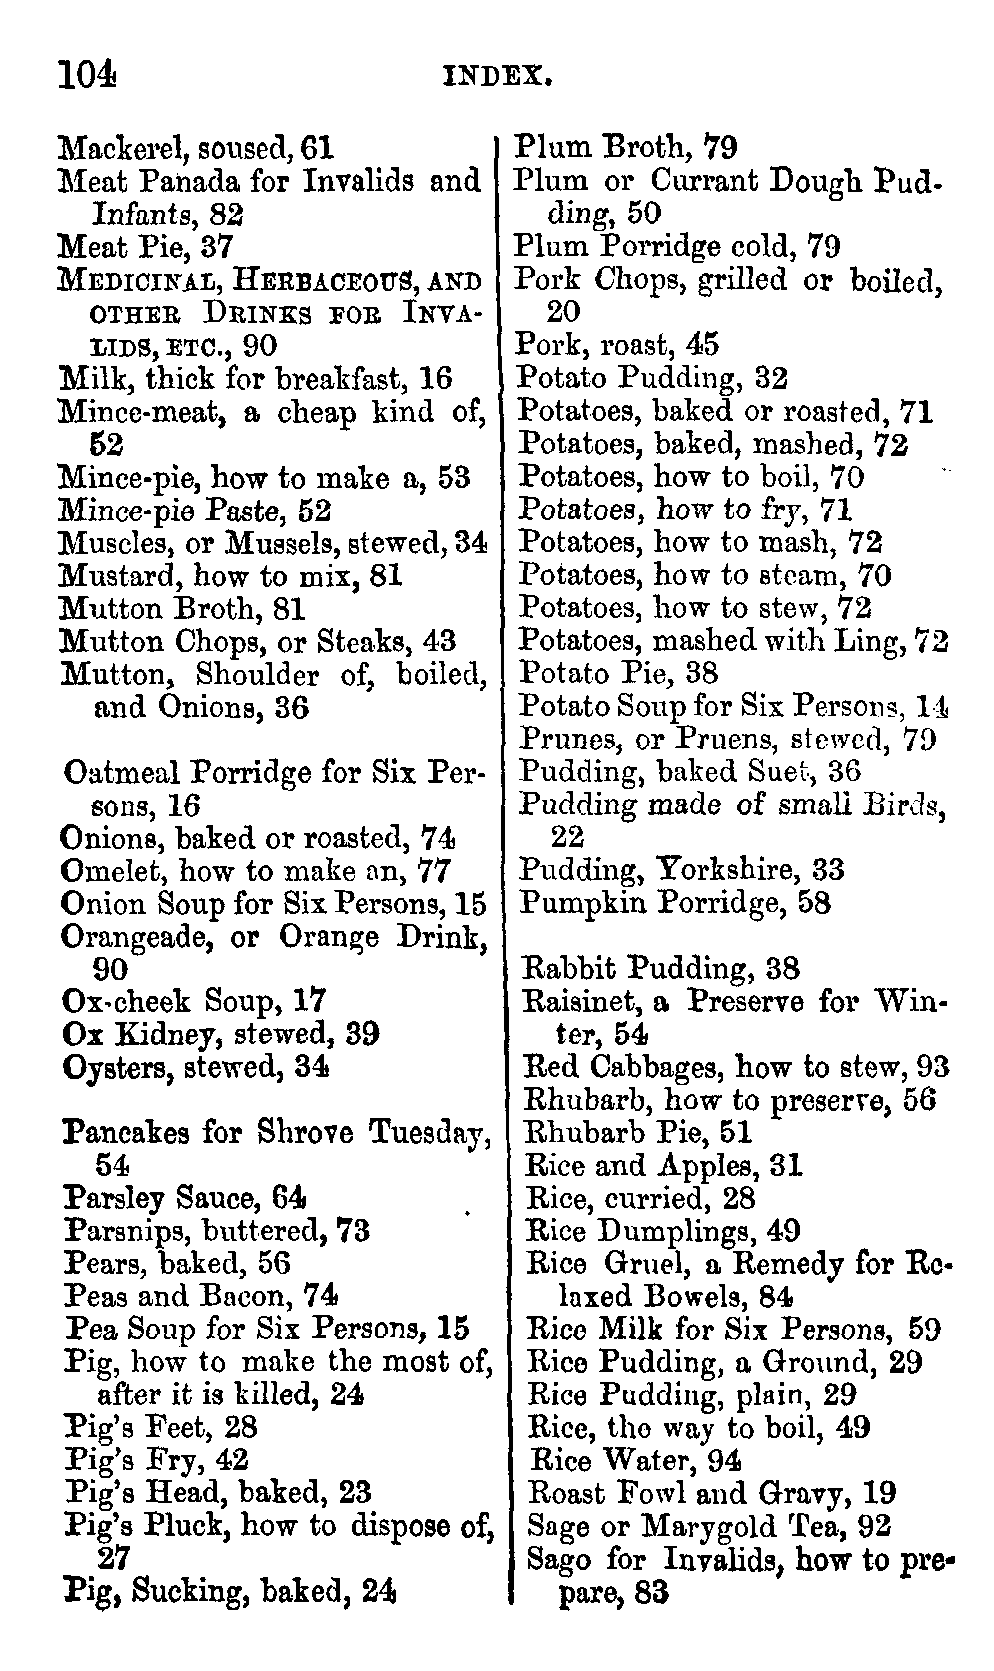 104 INDEX.
Mackerel, soused, 61
Meat Panada for Invalids and
Infants, 82
Meat Pie, 37
MEDICINAL, HERBACEOUS, AND
OTHER DRINKS FOR INVA-
LIDS, ETC., 90
Milk, thick for breakfast, 16
Mince-meat, a cheap kind of,
52
Mince-pie, how to make a, 53
Mince-pie Paste, 52
Muscles, or Mussels, stewed, 34
Mustard, how to mix, 81
Mutton Broth, 81
Mutton Chops, or Steaks, 43
Mutton, Shoulder of, boiled,
and Onions, 36
Oatmeal Porridge for Six Per-
sons, 16
Onions, baked or roasted, 74
Omelet, how to make an, 77
Onion Soup for Six Persons, 15
Orangeade, or Orange Drink,
90
Ox-cheek Soup, 17
Ox Kidney, stewed, 39
Oysters, stewed, 34
Pancakes for Shrove Tuesday,
54
Parsley Sauce, 64
Parsnips, buttered, 73
Pears, baked, 56
Peas and Bacon, 74
Pea Soup for Six Persons, 15
Pig, how to make the most of,
after it is killed, 24
Pig's Feet, 28
Pig's Fry, 42
Pig's Head, baked, 23
Pig's Pluck, how to dispose of,
27
Pig, Sucking, baked, 24
Plum Broth, 79
Plum or Currant Dough Pud-
ding, 50
Plum Porridge cold, 79
Pork Chops, grilled or boiled,
20
Pork, roast, 45
Potato Pudding, 32
Potatoes, baked or roasted, 71
Potatoes, baked, mashed, 72
Potatoes, how to boil, 70
Potatoes, how to fry, 71
Potatoes, how to mash, 72
Potatoes, how to steam, 70
Potatoes, how to stew, 72
Potatoes, mashed with Ling, 72
Potato Pie, 38
Potato Soup for Six Persons, 14
Prunes, or Pruens, stewed, 79
Pudding, baked Suet, 36
Pudding made of small Birds,
22
Pudding, Yorkshire, 33
Pumpkin Porridge, 58
Rabbit Pudding, 38
Raisinet, a Preserve for Win-
ter, 54
Red Cabbages, how to stew, 93
Rhubarb, how to preserve, 56
Rhubarb Pie, 51
Rice and Apples, 31
Rice, curried, 28
Rice Dumplings, 49
Rice Gruel, a Remedy for Re-
laxed Bowels, 84
Rice Milk for Six Persons, 59
Rice Pudding, a Ground, 29
Rice Pudding, plain, 29
Rice, the way to boil, 49
Rice Water, 94
Roast Fowl and Gravy, 19
Sage or Marygold Tea, 92
Sago for Invalids, how to pre-
pare, 83